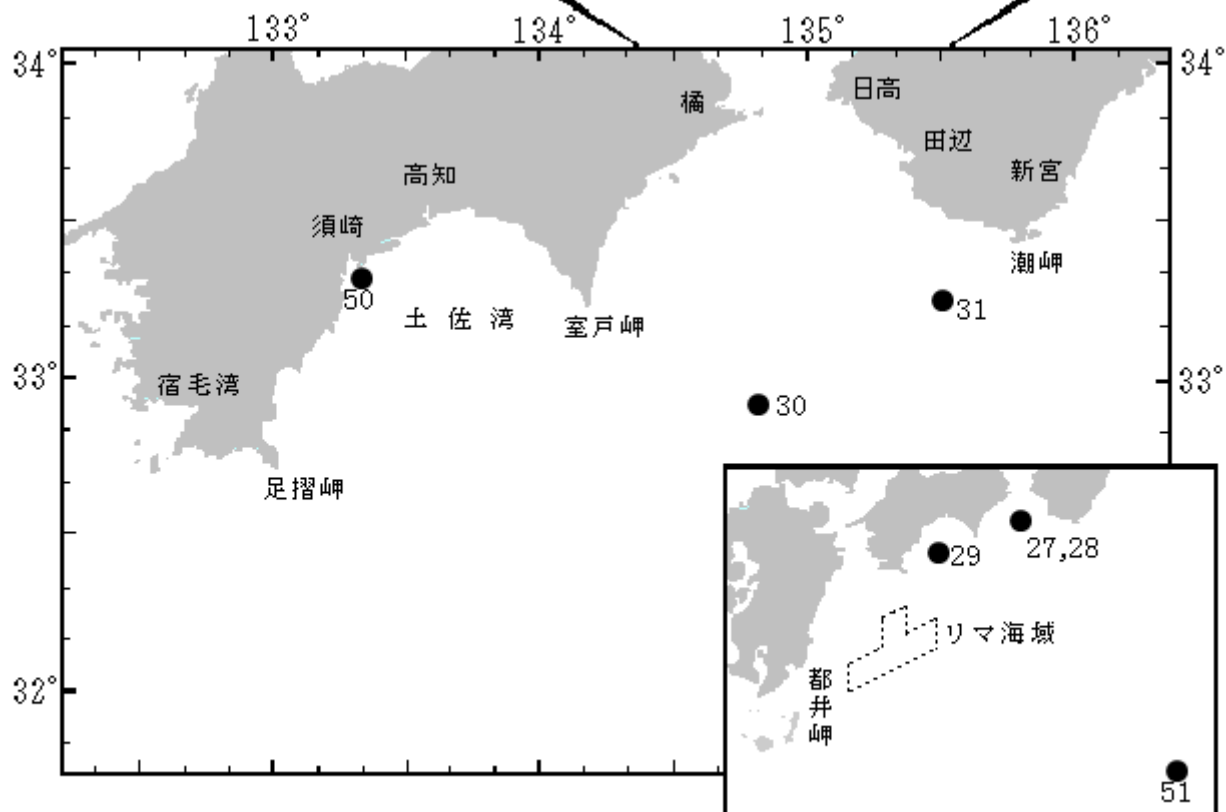 133°
134°
135°
136°
34°
34°
橘
日高
田辺
高知
新宮
須崎
潮岬
50
土佐湾
室戸岬
31
33°
33°
宿毛湾
30
足摺岬
29
27,28
リマ海域
都井岬
32°
51